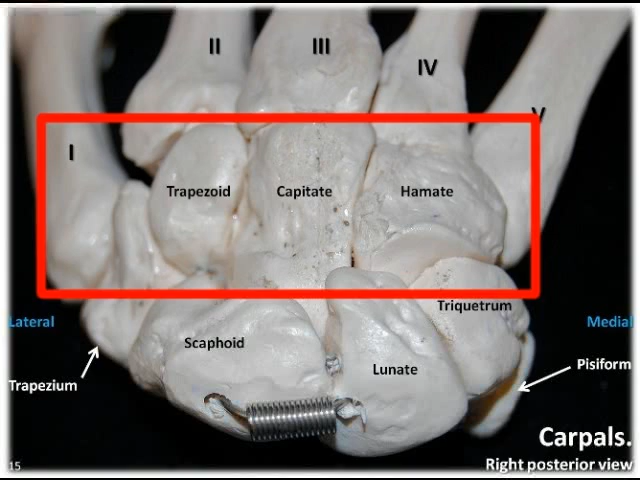 II
III
IV
V
I
Trapezoid
Capitate
Hamate
Triquetrum
Lateral
Medial
Scaphoid
Lunate
Pisiform
Trapezium
Carpals.
15
Right posterior view